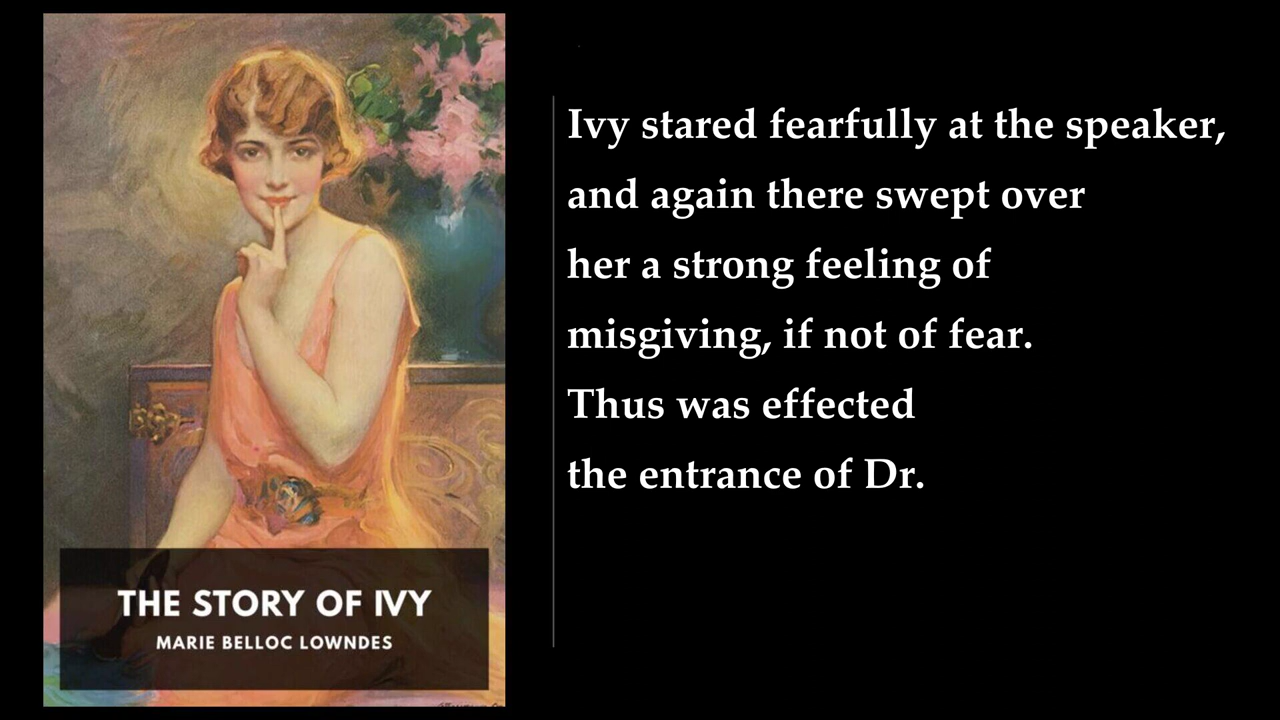 THE STORY OF IVY
MARIE BELLOC LOWNDES
Ivy stared fearfully at the speaker,
and again there swept over
her a strong feeling of
misgiving, if not of fear.
Thus was effected
the entrance of Dr.